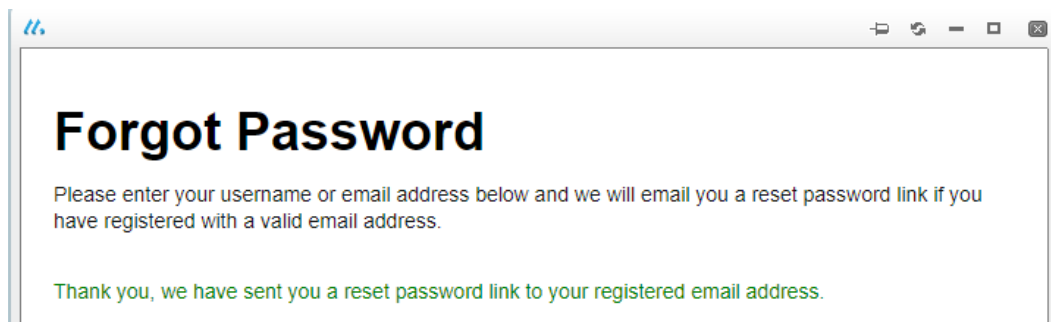 Forgot Password
Please enter your username or email address below and we will email you a reset password link if you
have registered with a valid email address.
Thank you, we have sent you a reset password link to your registered email address.